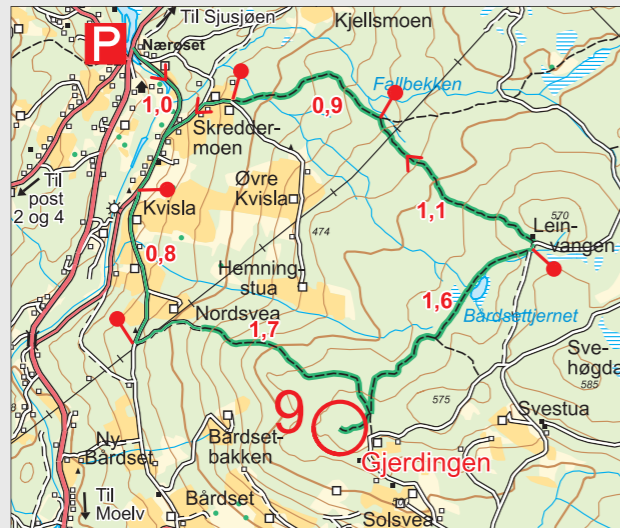 Til Sjusjøen
Kjellsmoen
P
Nærøset
Fallbekken
1,0
0,9
Skredder-
moen
Til
post
2 og 4
Øvre
Kvisla
Kvisla
1,1
570
Lein-
vangen
474
0,8
Hemning-
stua
1,6
Nordsvea
Bårdsettjernet
1,7
Sve-
høgda
585
575
9
Svestua
Ny-
Bårdset
Bårdset-
bakken
Gjerdingen
Til
Moelv
Bårdset
Solsvea